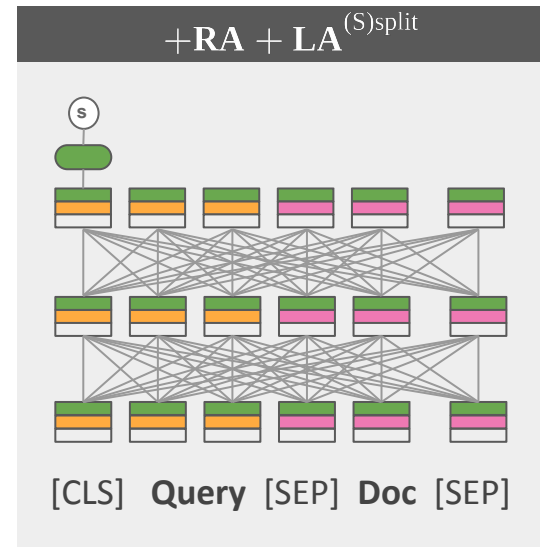 +RA + LA(S)split
s
[CLS] Query [SEP] Doc [SEP]